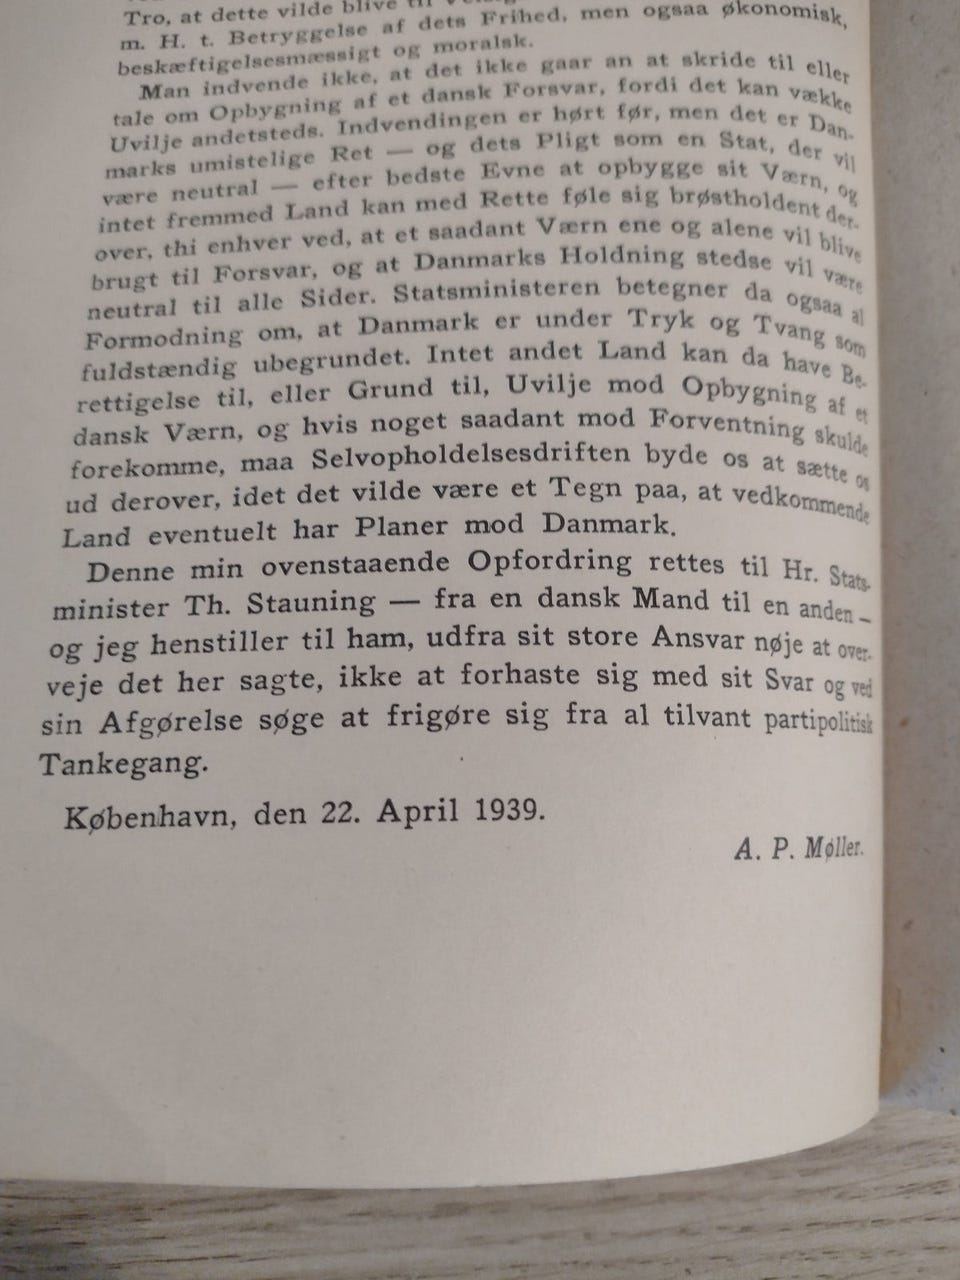 Tro, at dette vilde blive til
m. H. t. Betryggelse af dets Frihed, men ogsaa økonomisk,
beskæftigelsesmæssigt og moralsk.
Man indvende ikke, at det ikke gaar an at skride til eller
tale om Opbygning af et dansk Forsvar, fordi det kan vække
Uvilje andetsteds. Indvendingen er hørt før, men det er Dan-
marks umistelige Ret — og dets Pligt som en Stat, der vil
være neutral — efter bedste Evne at opbygge sit Værn, og
intet fremmed Land kan med Rette føle sig brøstholdent der-
over, thi enhver ved, at et saadant Værn ene og alene vil blive
brugt til Forsvar, og at Danmarks Holdning stedse vil være
neutral til alle Sider. Statsministeren betegner da ogsaa al
Formodning om, at Danmark er under Tryk og Tvang som
fuldstændig ubegrundet. Intet andet Land kan da have Be-
rettigelse til, eller Grund til, Uvilje mod Opbygning af et
dansk Værn, og hvis noget saadant mod Forventning skulde
forekomme, maa Selvopholdelsesdriften byde os at sætte os
ud derover, idet det vilde være et Tegn paa, at vedkommende
Land eventuelt har Planer mod Danmark.
Denne min ovenstaaende Opfordring rettes til Hr. Stats-
minister Th. Stauning — fra en dansk Mand til en anden —
og jeg henstiller til ham, udfra sit store Ansvar nøje at over-
veje det her sagte, ikke at forhaste sig med sit Svar og ved
sin Afgørelse søge at frigøre sig fra al tilvant partipolitisk
Tankegang.
København, den 22. April 1939.
A. P. Møller.